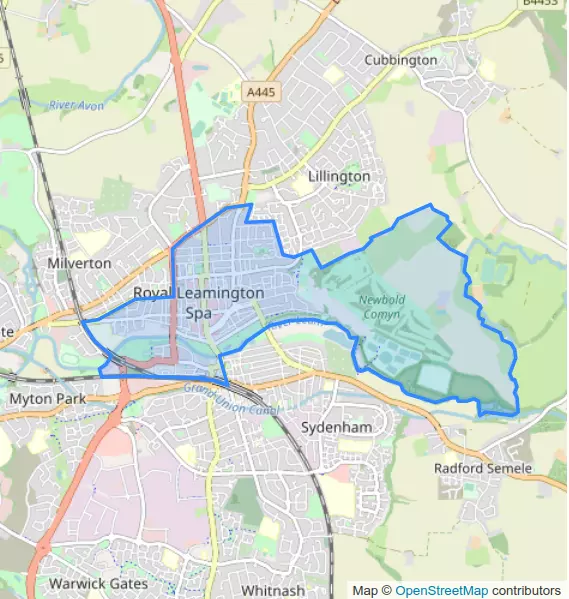 B4453
Cubbington
River Avon
A445
Lillington
Milverton
Royal Leamington
Spa
Newbold
Comyn
Myton Park
Grand Union Canal
Sydenham
Radford Semele
Warwick Gates
Whitnash
Map © OpenStreetMap contributors